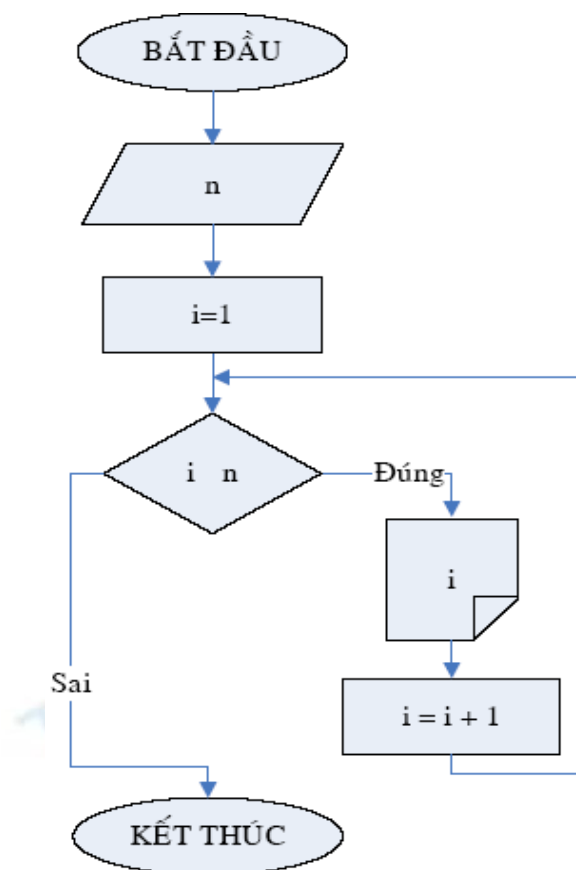 BẮT ĐẦU
n
i=1
i n
Đúng
i
Sai
i = i + 1
KẾT THÚC